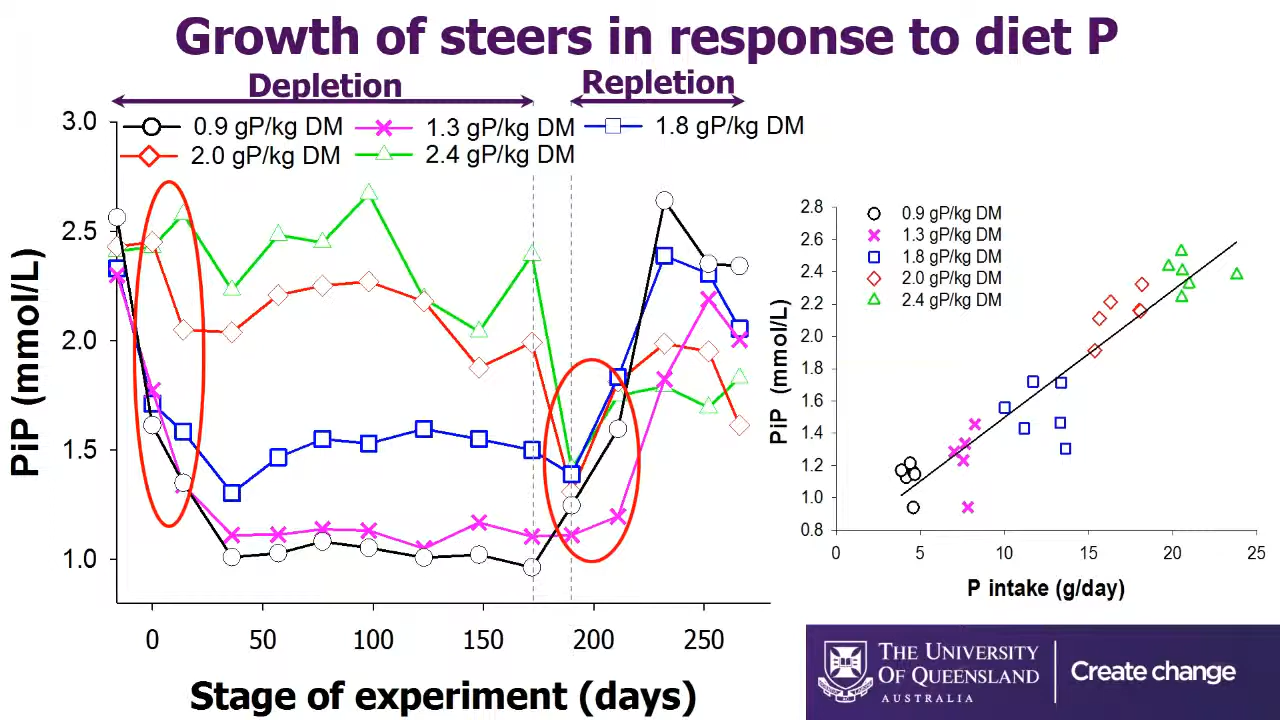 Growth of steers in response to diet P
Depletion
Repletion
0.9 gP/kg DM
1.3 gP/kg DM
1.8 gP/kg DM
2.0 gP/kg DM
2.4 gP/kg DM
3.0
2.5
2.0
1.5
1.0
PiP (mmol/L)
0 50 100 150 200 250
Stage of experiment (days)
0.9 gP/kg DM
1.3 gP/kg DM
1.8 gP/kg DM
2.0 gP/kg DM
2.4 gP/kg DM
2.8
2.6
2.4
2.2
2.0
1.8
1.6
1.4
1.2
1.0
0.8
PiP (mmol/L)
0 5 10 15 20 25
P intake (g/day)
THE UNIVERSITY
OF QUEENSLAND
AUSTRALIA
Create change